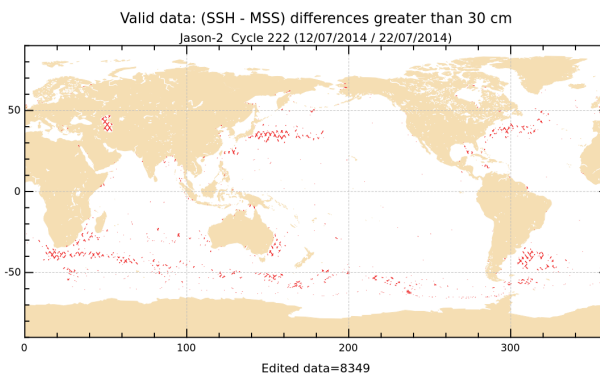 Valid data: (SSH - MSS) differences greater than 30 cm
Jason-2 Cycle 222 (12/07/2014 / 22/07/2014)
50
0
-50
0 100 200 300
Edited data=8349